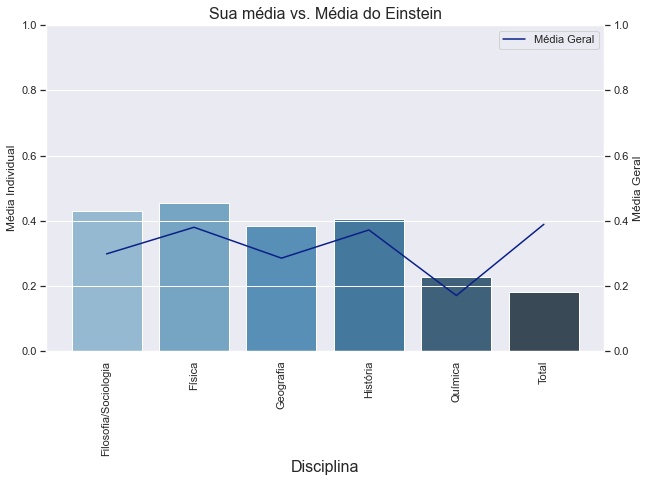 Sua média vs. Média do Einstein
1.0
0.8
0.6
0.4
0.2
0.0
Média Individual
Média Geral
1.0
0.8
0.6
0.4
0.2
0.0
Média Geral
Filosofia/Sociologia
Física
Geografia
História
Química
Total
Disciplina